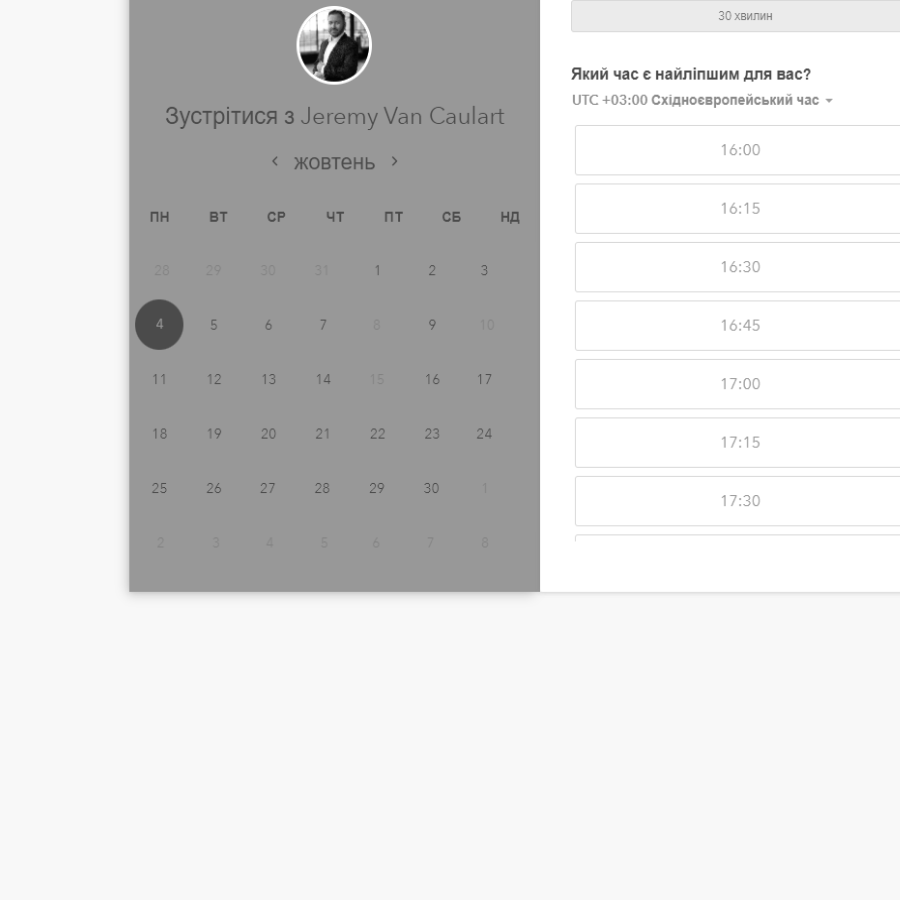 Зустрітися з Jeremy Van Caulart
жовтень
ПН ВТ СР ЧТ ПТ СБ НД
28 29 30 31 1 2 3
4 5 6 7 8 9 10
11 12 13 14 15 16 17
18 19 20 21 22 23 24
25 26 27 28 29 30 1
2 3 4 5 6 7 8
30 хвилин
Який час є найліпшим для вас?
UTC +03:00 Східноєвропейський час
16:00
16:15
16:30
16:45
17:00
17:15
17:30